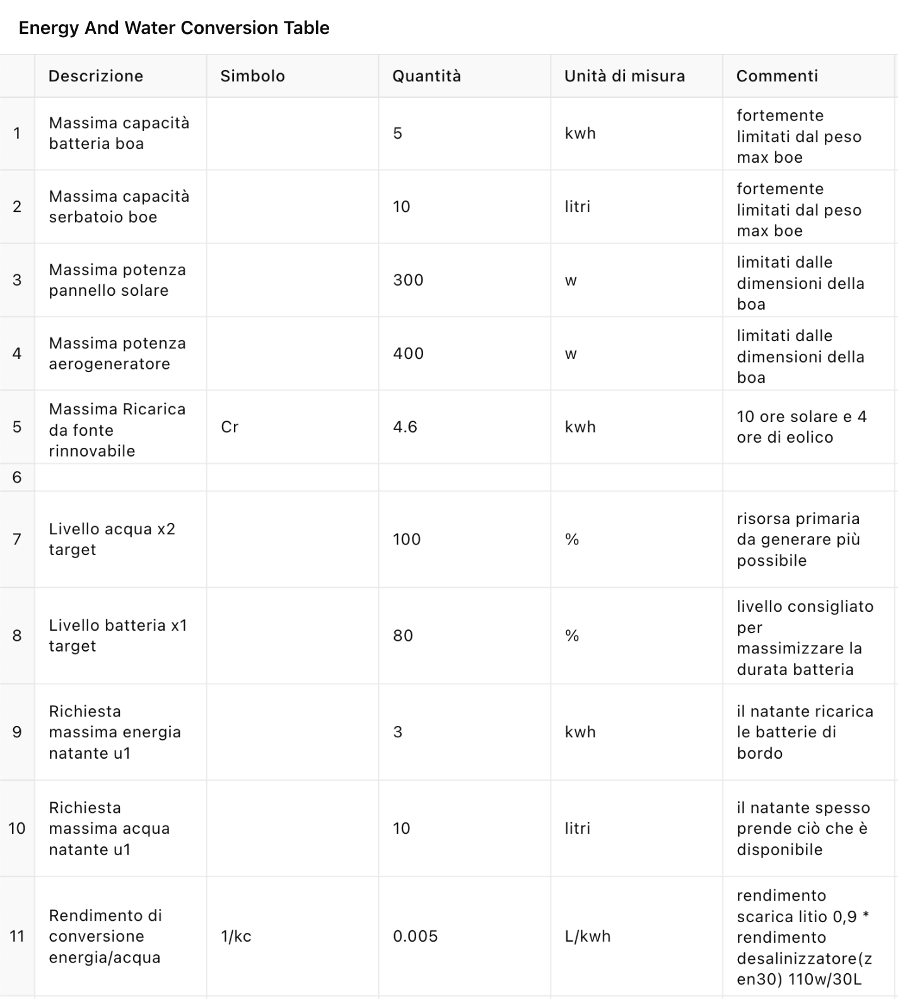 Energy And Water Conversion Table
Descrizione Simbolo Quantità Unità di misura Commenti
1
Massima capacità
batteria boa
5
kwh
fortemente
limitati dal peso
max boe
2
Massima capacità
serbatoio boe
10
litri
fortemente
limitati dal peso
max boe
3
Massima potenza
pannello solare
300
w
limitati dalle
dimensioni della
boa
4
Massima potenza
aerogeneratore
400
w
limitati dalle
dimensioni della
boa
5
Massima Ricarica
da fonte
rinnovabile
Cr
4.6
kwh
10 ore solare e 4
ore di eolico
6
7
Livello acqua x2
target
100
%
risorsa primaria
da generare più
possibile
8
Livello batteria x1
target
80
%
livello consigliato
per
massimizzare la
durata batteria
9
Richiesta
massima energia
natante u1
3
kwh
il natante ricarica
le batterie di
bordo
10
Richiesta
massima acqua
natante u1
10
litri
il natante spesso
prende ciò che è
disponibile
11
Rendimento di
conversione
energia/acqua
1/kc
0.005
L/kwh
rendimento
scarica litio 0,9 *
rendimento
desalinizzatore(z
en30) 110w/30L